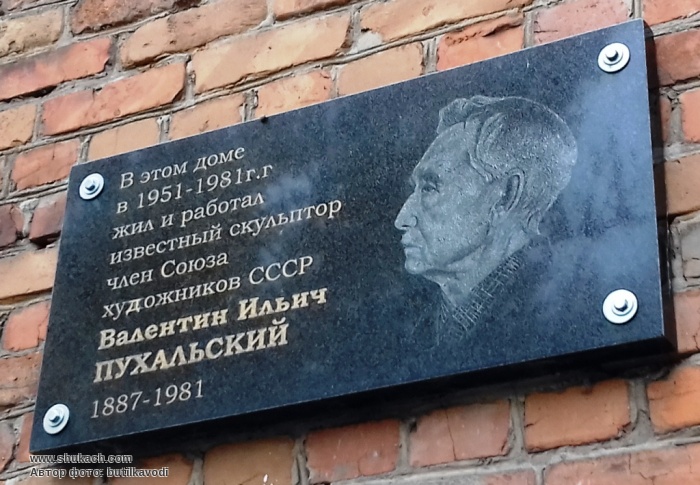 В этом доме
в 1951-1981г.г
жил и работал
известный скульптор
член Союза
художников СССР
Валентин Ильич
ПУХАЛЬСКИЙ
1887-1981
www.shukach.com
Автор фото: butilkavodi